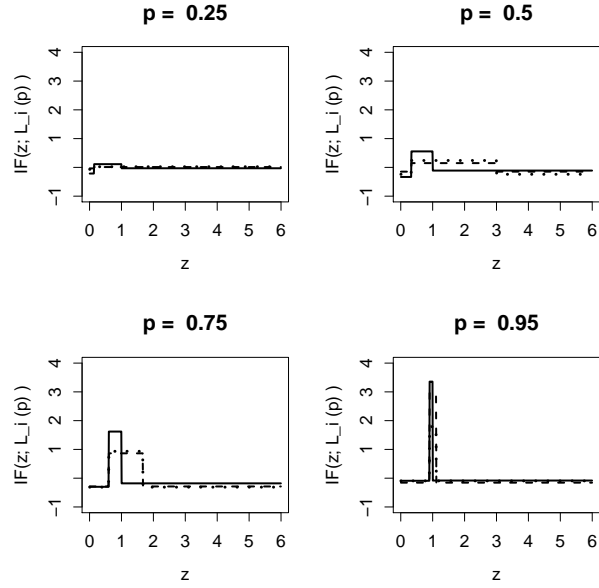 p = 0.25
p = 0.5
IF(z; L_i (p) )
−1 1 2 3 4
0 1 2 3 4 5 6
z
IF(z; L_i (p) )
−1 1 2 3 4
0 1 2 3 4 5 6
z
p = 0.75
p = 0.95
IF(z; L_i (p) )
−1 1 2 3 4
0 1 2 3 4 5 6
z
IF(z; L_i (p) )
−1 1 2 3 4
0 1 2 3 4 5 6
z